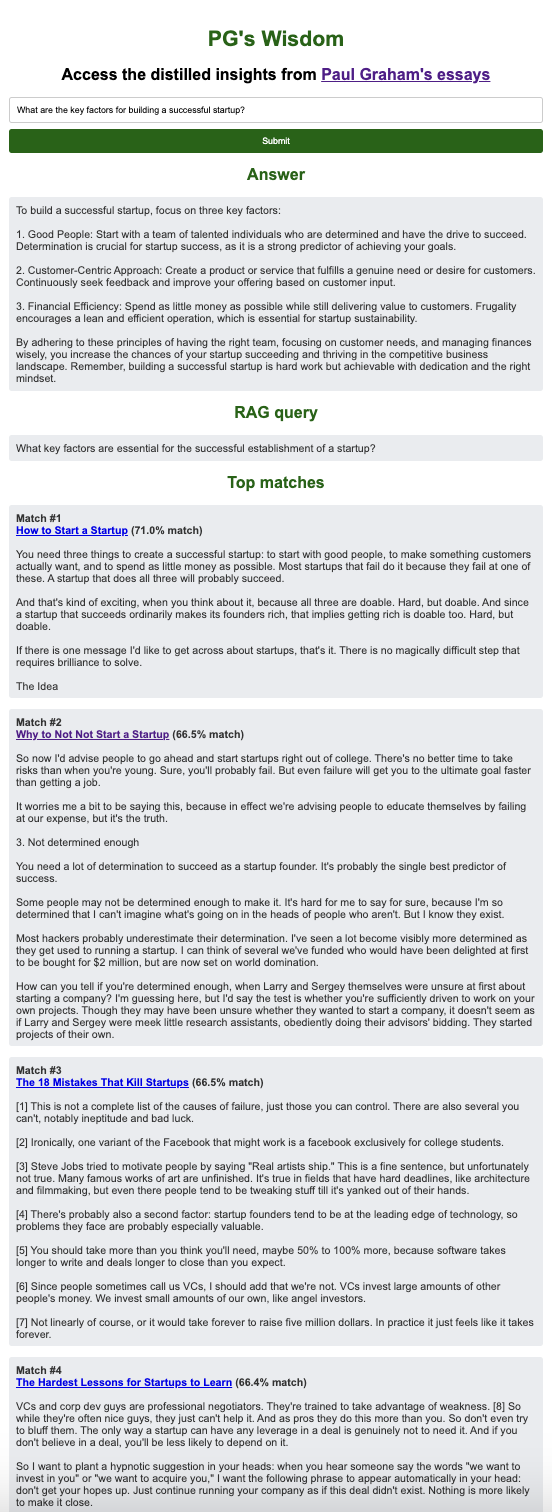 PG's Wisdom
Access the distilled insights from Paul Graham's essays
What are the key factors for building a successful startup?
Submit
Answer
To build a successful startup, focus on three key factors:
1. Good People: Start with a team of talented individuals who are determined and have the drive to succeed.
Determination is crucial for startup success, as it is a strong predictor of achieving your goals.
2. Customer-Centric Approach: Create a product or service that fulfills a genuine need or desire for customers.
Continuously seek feedback and improve your offering based on customer input.
3. Financial Efficiency: Spend as little money as possible while still delivering value to customers. Frugality
encourages a lean and efficient operation, which is essential for startup sustainability.
By adhering to these principles of having the right team, focusing on customer needs, and managing finances
wisely, you increase the chances of your startup succeeding and thriving in the competitive business
landscape. Remember, building a successful startup is hard work but achievable with dedication and the right
mindset.
RAG query
What key factors are essential for the successful establishment of a startup?
Top matches
Match #1
How to Start a Startup (71.0% match)
You need three things to create a successful startup: to start with good people, to make something customers
actually want, and to spend as little money as possible. Most startups that fail do it because they fail at one of
these. A startup that does all three will probably succeed.
And that's kind of exciting, when you think about it, because all three are doable. Hard, but doable. And since
a startup that succeeds ordinarily makes its founders rich, that implies getting rich is doable too. Hard, but
doable.
If there is one message I'd like to get across about startups, that's it. There is no magically difficult step that
requires brilliance to solve.
The Idea
Match #2
Why to Not Not Start a Startup (66.5% match)
So now I'd advise people to go ahead and start startups right out of college. There's no better time to take
risks than when you're young. Sure, you'll probably fail. But even failure will get you to the ultimate goal faster
than getting a job.
It worries me a bit to be saying this, because in effect we're advising people to educate themselves by failing
at our expense, but it's the truth.
3. Not determined enough
You need a lot of determination to succeed as a startup founder. It's probably the single best predictor of
success.
Some people may not be determined enough to make it. It's hard for me to say for sure, because I'm so
determined that I can't imagine what's going on in the heads of people who aren't. But I know they exist.
Most hackers probably underestimate their determination. I've seen a lot become visibly more determined as
they get used to running a startup. I can think of several we've funded who would have been delighted at first
to be bought for $2 million, but are now set on world domination.
How can you tell if you're determined enough, when Larry and Sergey themselves were unsure at first about
starting a company? I'm guessing here, but I'd say the test is whether you're sufficiently driven to work on your
own projects. Though they may have been unsure whether they wanted to start a company, it doesn't seem as
if Larry and Sergey were meek little research assistants, obediently doing their advisors' bidding. They started
projects of their own.
Match #3
The 18 Mistakes That Kill Startups (66.5% match)
[1] This is not a complete list of the causes of failure, just those you can control. There are also several you
can't, notably ineptitude and bad luck.
[2] Ironically, one variant of the Facebook that might work is a facebook exclusively for college students.
[3] Steve Jobs tried to motivate people by saying "Real artists ship." This is a fine sentence, but unfortunately
not true. Many famous works of art are unfinished. It's true in fields that have hard deadlines, like architecture
and filmmaking, but even there people tend to be tweaking stuff till it's yanked out of their hands.
[4] There's probably also a second factor: startup founders tend to be at the leading edge of technology, so
problems they face are probably especially valuable.
[5] You should take more than you think you'll need, maybe 50% to 100% more, because software takes
longer to write and deals longer to close than you expect.
[6] Since people sometimes call us VCs, I should add that we're not. VCs invest large amounts of other
people's money. We invest small amounts of our own, like angel investors.
[7] Not linearly of course, or it would take forever to raise five million dollars. In practice it just feels like it takes
forever.
Match #4
The Hardest Lessons for Startups to Learn (66.4% match)
VCs and corp dev guys are professional negotiators. They're trained to take advantage of weakness. [8] So
while they're often nice guys, they just can't help it. And as pros they do this more than you. So don't even try
to bluff them. The only way a startup can have any leverage in a deal is genuinely not to need it. And if you
don't believe in a deal, you'll be less likely to depend on it.
So I want to plant a hypnotic suggestion in your heads: when you hear someone say the words "we want to
invest in you" or "we want to acquire you," I want the following phrase to appear automatically in your head:
don't get your hopes up. Just continue running your company as if this deal didn't exist. Nothing is more likely
to make it close.